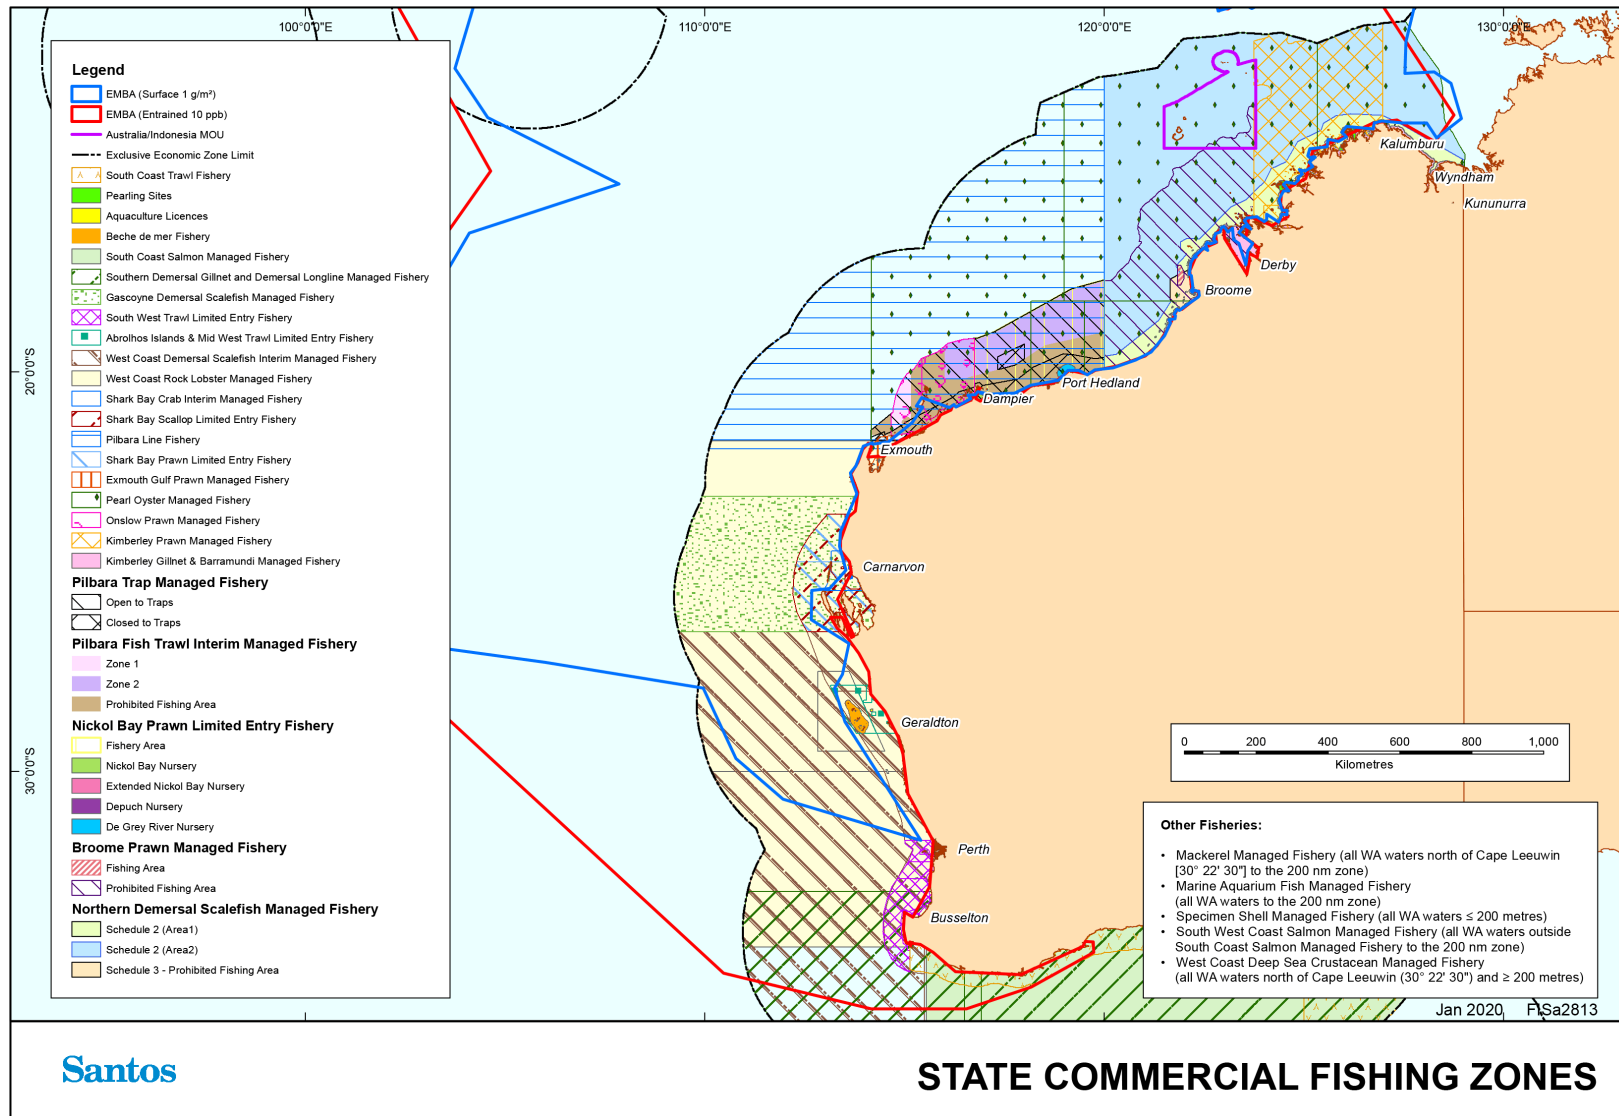 100°0'0"E
110°0'0"E
120°0'0"E
130°0'0"E
20°0'0"S
30°0'0"S
Legend
EMBA (Surface 1 g/m²)
EMBA (Entrained 10 ppb)
Australia/Indonesia MOU
Exclusive Economic Zone Limit
South Coast Trawl Fishery
Pearling Sites
Aquaculture Licences
Beche de mer Fishery
South Coast Salmon Managed Fishery
Southern Demersal Gillnet and Demersal Longline Managed Fishery
Gascoyne Demersal Scalefish Managed Fishery
South West Trawl Limited Entry Fishery
Abrolhos Islands & Mid West Trawl Limited Entry Fishery
West Coast Demersal Scalefish Interim Managed Fishery
West Coast Rock Lobster Managed Fishery
Shark Bay Crab Interim Managed Fishery
Shark Bay Scallop Limited Entry Fishery
Pilbara Line Fishery
Shark Bay Prawn Limited Entry Fishery
Exmouth Gulf Prawn Managed Fishery
Pearl Oyster Managed Fishery
Onslow Prawn Managed Fishery
Kimberley Prawn Managed Fishery
Kimberley Gillnet & Barramundi Managed Fishery
Pilbara Trap Managed Fishery
Open to Traps
Closed to Traps
Pilbara Fish Trawl Interim Managed Fishery
Zone 1
Zone 2
Prohibited Fishing Area
Nickol Bay Prawn Limited Entry Fishery
Fishery Area
Nickol Bay Nursery
Extended Nickol Bay Nursery
Depuch Nursery
De Grey River Nursery
Broome Prawn Managed Fishery
Fishing Area
Prohibited Fishing Area
Northern Demersal Scalefish Managed Fishery
Schedule 2 (Area1)
Schedule 2 (Area2)
Schedule 3 - Prohibited Fishing Area
Kalumburu
Wyndham
Kununurra
Derby
Broome
Port Hedland
Dampier
Exmouth
Carnarvon
Geraldton
Perth
Busselton
0 200 400 600 800 1,000
Kilometres
Other Fisheries:
• Mackerel Managed Fishery (all WA waters north of Cape Leeuwin
[30° 22' 30"] to the 200 nm zone)
• Marine Aquarium Fish Managed Fishery
(all WA waters to the 200 nm zone)
• Specimen Shell Managed Fishery (all WA waters ≤ 200 metres)
• South West Coast Salmon Managed Fishery (all WA waters outside
South Coast Salmon Managed Fishery to the 200 nm zone)
• West Coast Deep Sea Crustacean Managed Fishery
(all WA waters north of Cape Leeuwin (30° 22' 30") and ≥ 200 metres)
Jan 2020 FISa2813
Santos
STATE COMMERCIAL FISHING ZONES